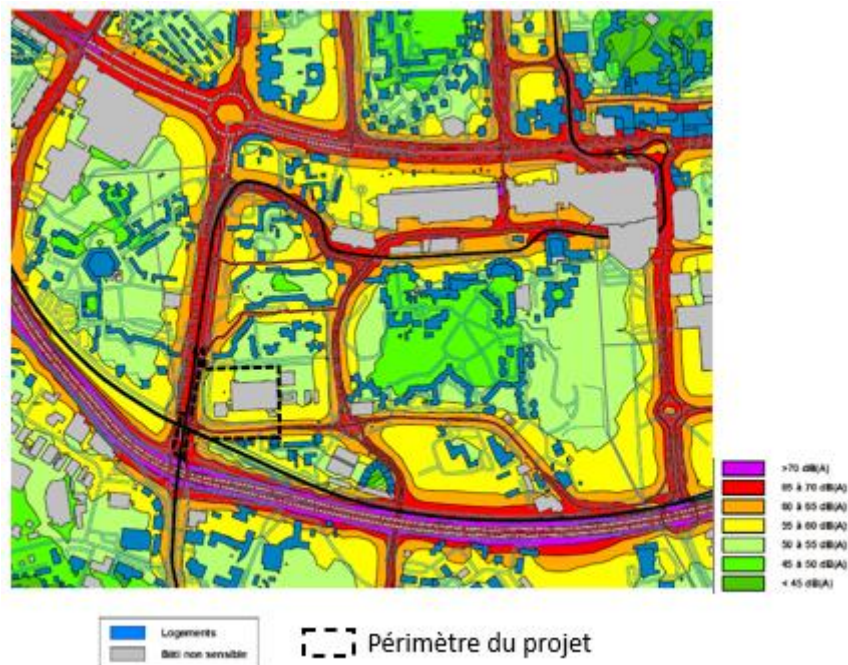 >70 dB(A)
65 à 70 dB(A)
60 à 65 dB(A)
55 à 60 dB(A)
50 à 55 dB(A)
45 à 50 dB(A)
< 45 dB(A)
Logements
Bâti non sensible
Périmètre du projet